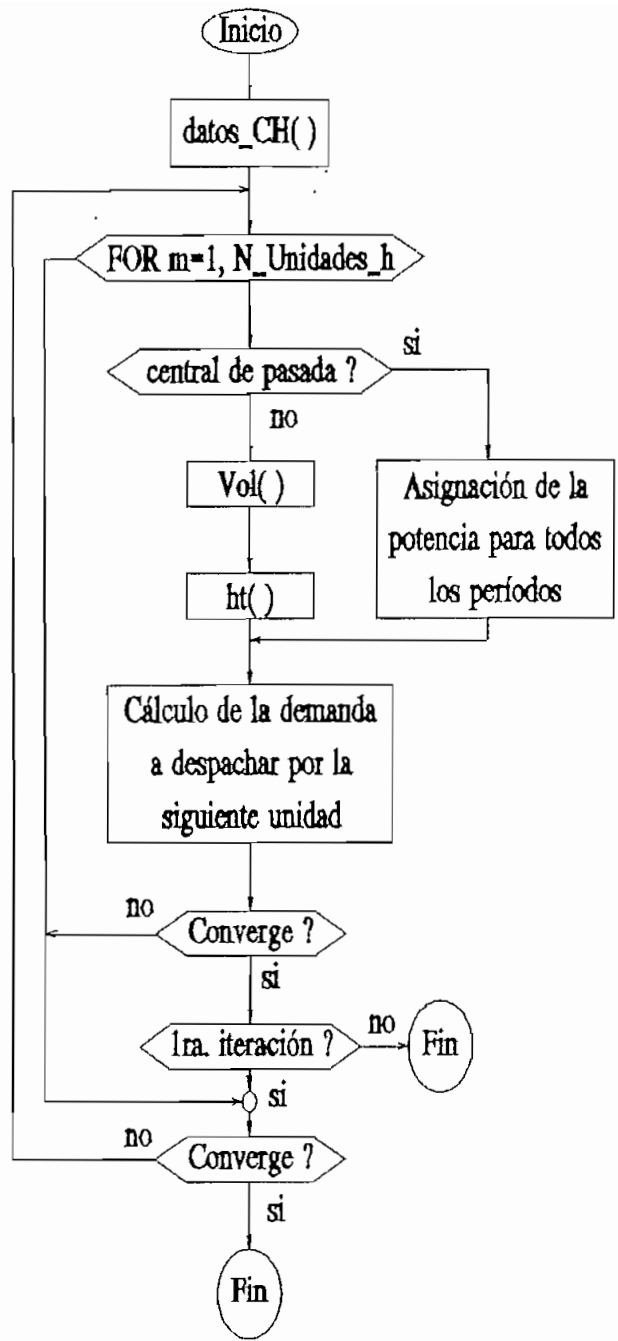 Inicio
datos_CH( )
FOR m=1, N_Unidades_h
central de pasada ?
si
no
Vol( )
ht( )
Asignación de la
potencia para todos
los períodos
Cálculo de la demanda
a despachar por la
siguiente unidad
no
Converge ?
si
1ra. iteración ?
no
Fin
si
no
Converge ?
si
Fin